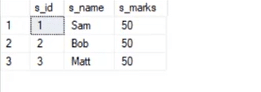 s_id s_name s_marks
1 1 Sam 50
2 2 Bob 50
3 3 Matt 50